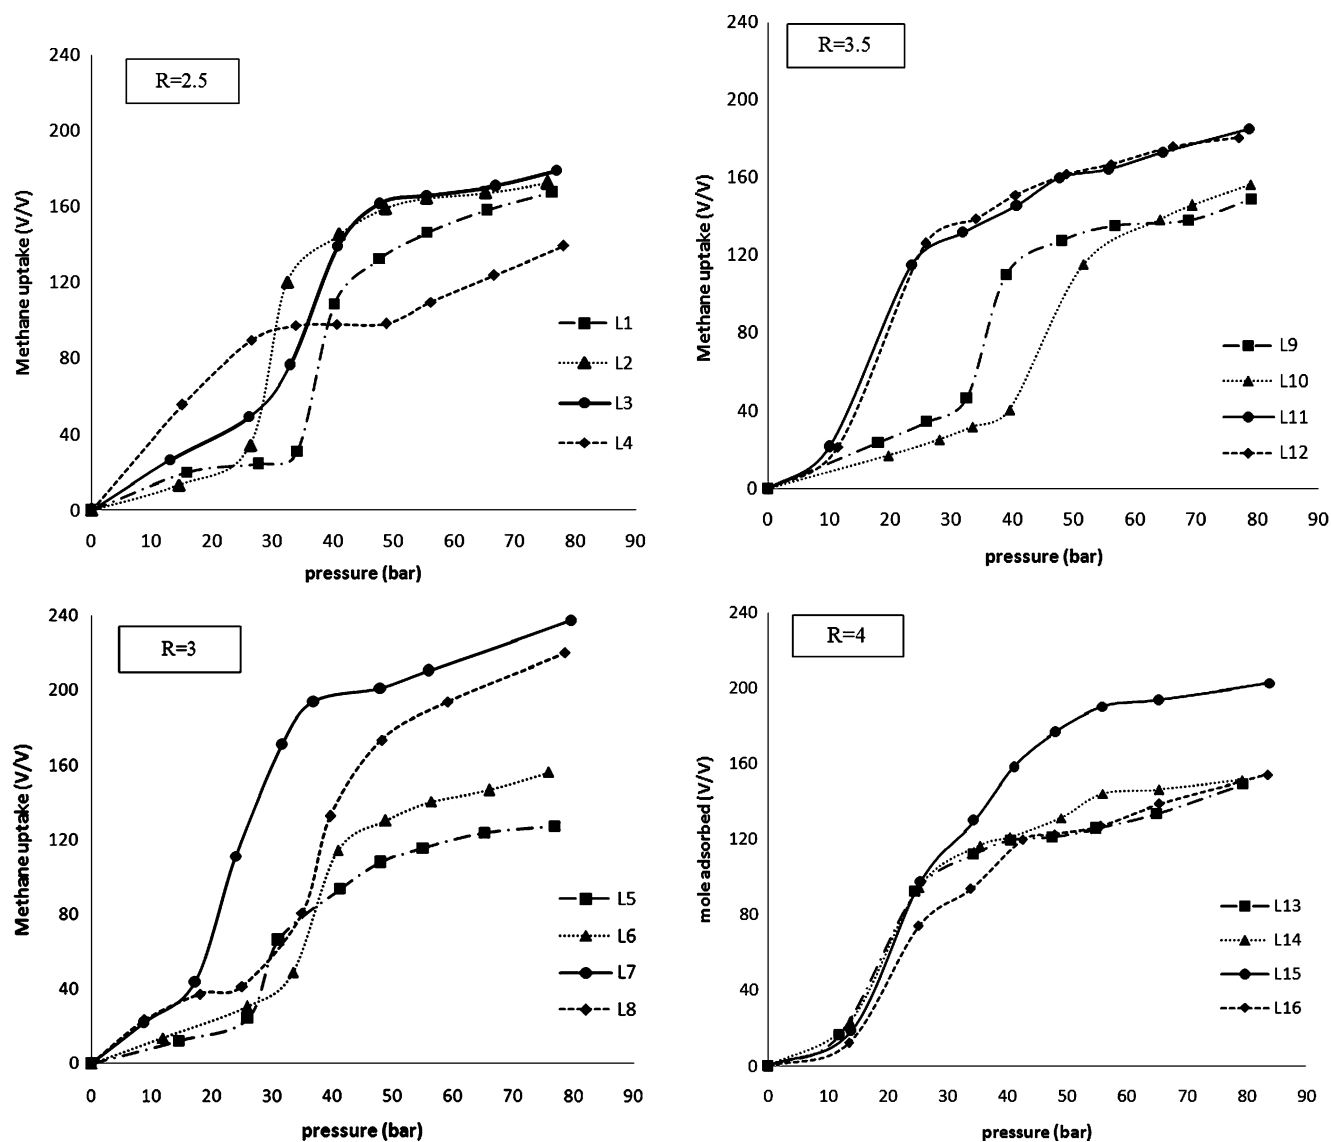 R=2.5
Methane uptake (V/V)
240
200
160
120
80
40
0
0 10 20 30 40 50 60 70 80 90
pressure (bar)
L1
L2
L3
L4
R=3.5
Methane uptake (V/V)
240
200
160
120
80
40
0
0 10 20 30 40 50 60 70 80 90
pressure (bar)
L9
L10
L11
L12
R=3
Methane uptake (V/V)
240
200
160
120
80
40
0
0 10 20 30 40 50 60 70 80 90
pressure (bar)
L5
L6
L7
L8
R=4
mole adsorbed (V/V)
240
200
160
120
80
40
0
0 10 20 30 40 50 60 70 80 90
pressure (bar)
L13
L14
L15
L16